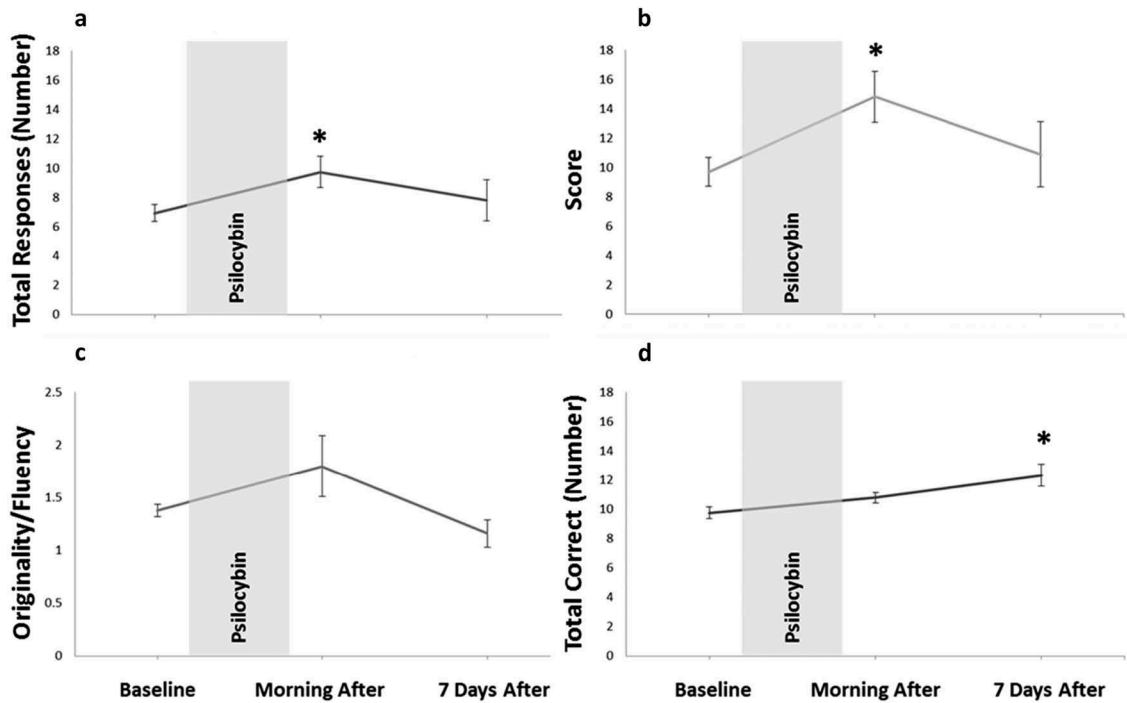 a
Total Responses (Number)
18
16
14
12
10
8
6
4
2
0
*
Psilocybin
b
Score
18
16
14
12
10
8
6
4
2
0
*
Psilocybin
c
Originality/Fluency
2.5
2
1.5
1
0.5
0
Psilocybin
Baseline Morning After 7 Days After
d
Total Correct (Number)
18
16
14
12
10
8
6
4
2
0
*
Psilocybin
Baseline Morning After 7 Days After